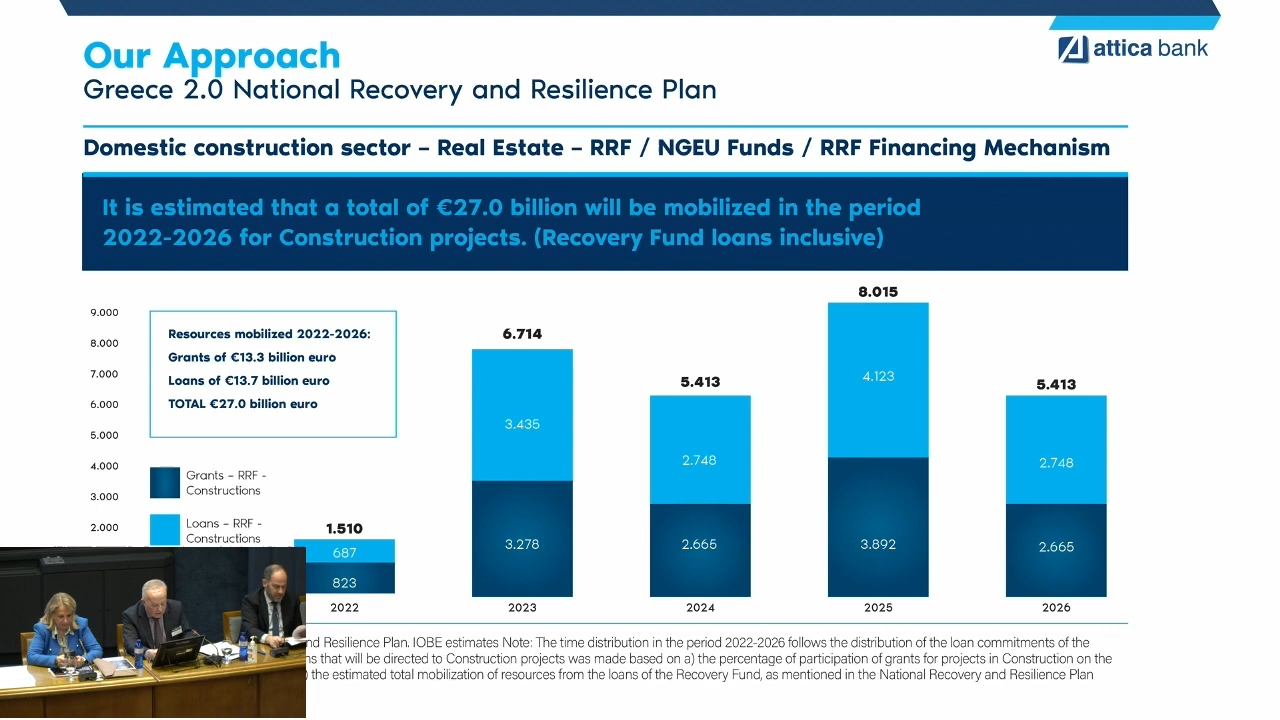 Our Approach
attica bank
Greece 2.0 National Recovery and Resilience Plan
Domestic construction sector – Real Estate – RRF / NGEU Funds / RRF Financing Mechanism
It is estimated that a total of €27.0 billion will be mobilized in the period
2022-2026 for Construction projects. (Recovery Fund loans inclusive)
9.000
8.000
7.000
6.000
5.000
4.000
3.000
2.000
Resources mobilized 2022-2026:
Grants of €13.3 billion euro
Loans of €13.7 billion euro
TOTAL €27.0 billion euro
Grants – RRF -
Constructions
Loans – RRF -
Constructions
1.510
687
823
2022
6.714
3.435
3.278
2023
5.413
2.748
2.665
2024
8.015
4.123
3.892
2025
5.413
2.748
2.665
2026
nd Resilience Plan. IOBE estimates Note: The time distribution in the period 2022-2026 follows the distribution of the loan commitments of the
ns that will be directed to Construction projects was made based on a) the percentage of participation of grants for projects in Construction on the
) the estimated total mobilization of resources from the loans of the Recovery Fund, as mentioned in the National Recovery and Resilience Plan